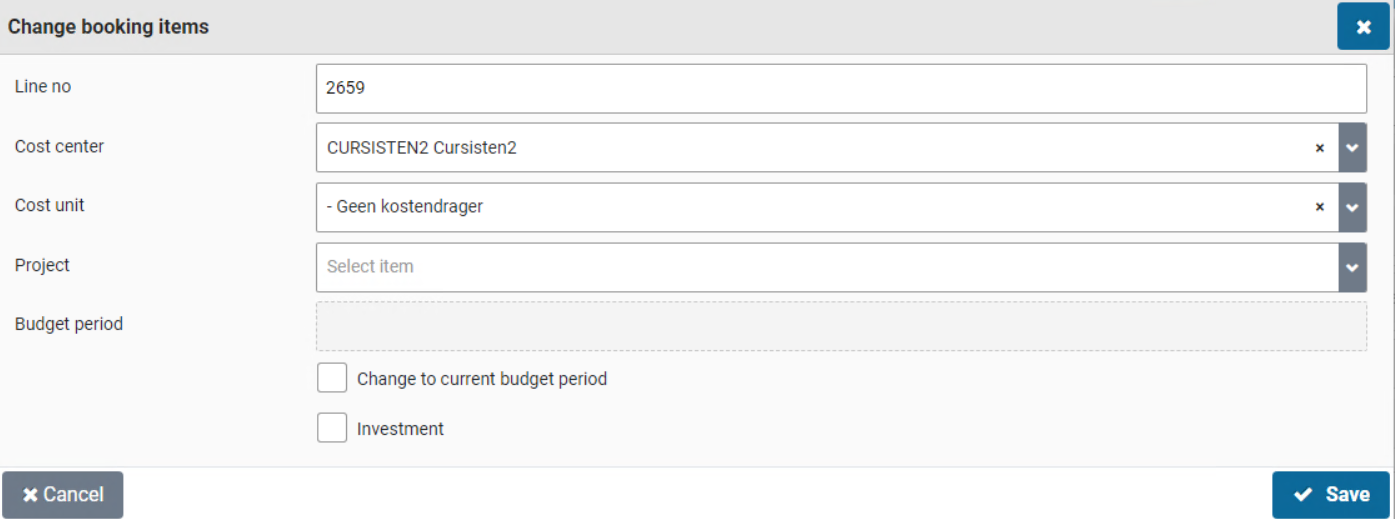 Change booking items
Line no 2659
Cost center CURSISTEN2 Cursisten2
Cost unit - Geen kostendrager
Project Select item
Budget period
Change to current budget period
Investment
Cancel Save